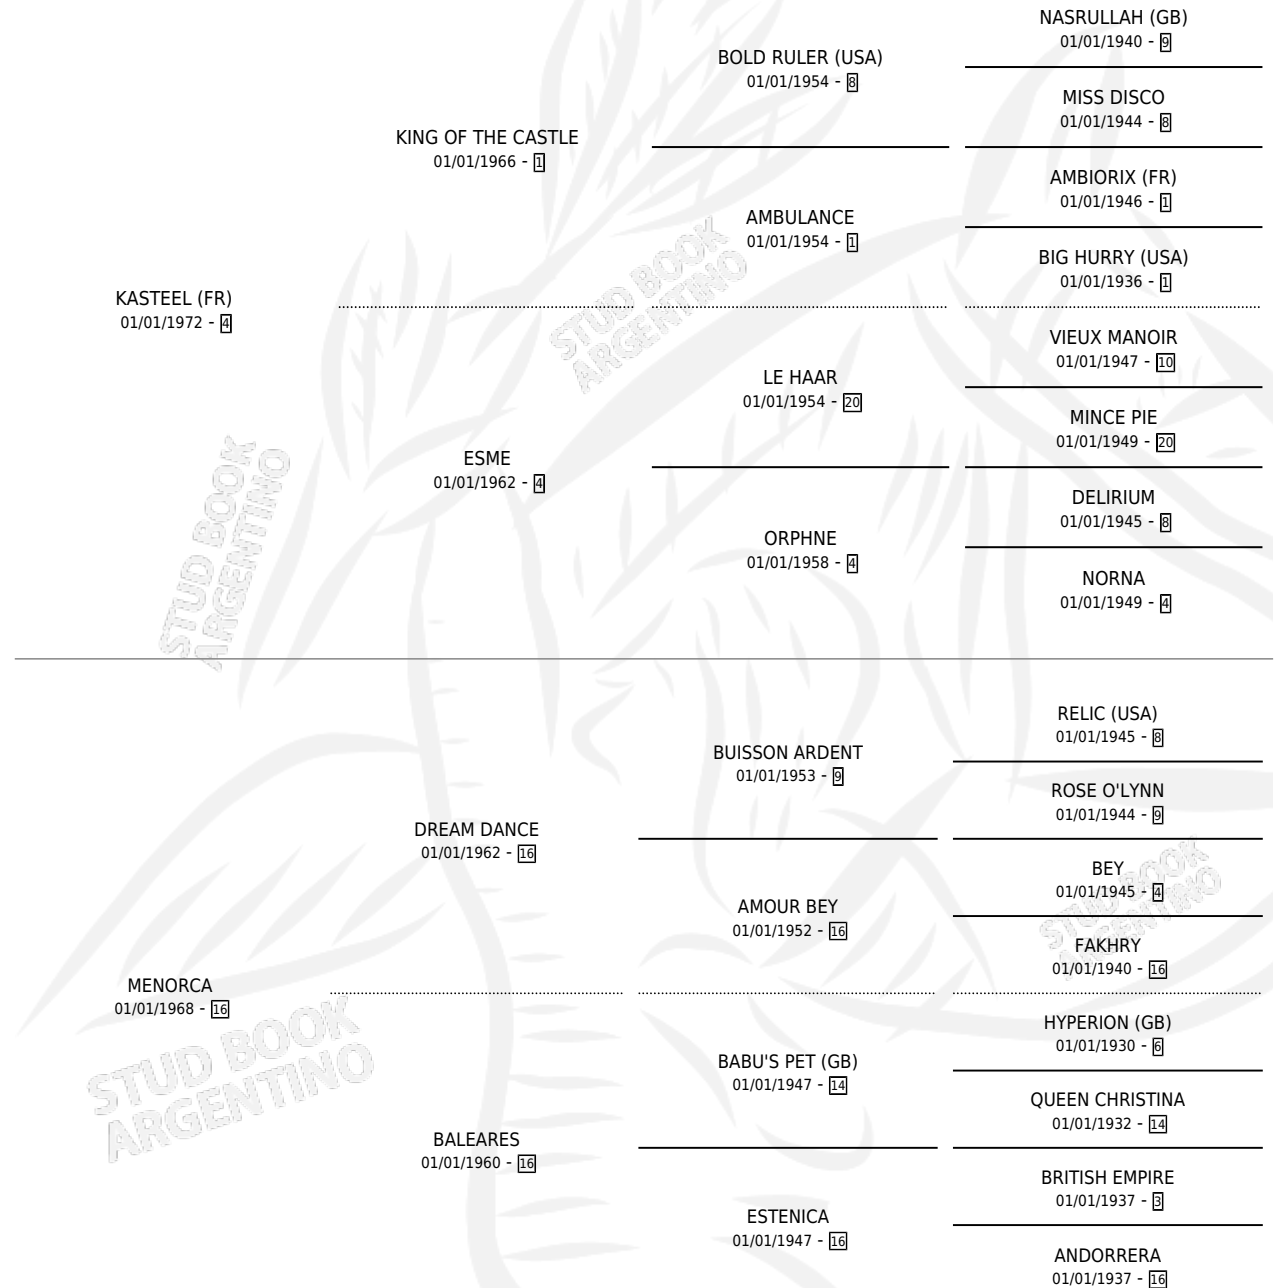 NASRULLAH (GB)
01/01/1940 - 9
BOLD RULER (USA)
01/01/1954 - 8
MISS DISCO
01/01/1944 - 8
KING OF THE CASTLE
01/01/1966 - 1
AMBIORIX (FR)
01/01/1946 - 1
AMBULANCE
01/01/1954 - 1
BIG HURRY (USA)
01/01/1936 - 1
KASTEEL (FR)
01/01/1972 - 4
STUD BOOK
ARGENTINO
VIEUX MANOIR
01/01/1947 - 10
LE HAAR
01/01/1954 - 20
MINCE PIE
01/01/1949 - 20
ESME
01/01/1962 - 4
DELIRIUM
01/01/1945 - 8
ORPHNE
01/01/1958 - 4
NORNA
01/01/1949 - 4
STUD BOOK
ARGENTINO
RELIC (USA)
01/01/1945 - 8
BUISSON ARDENT
01/01/1953 - 9
ROSE O'LYNN
01/01/1944 - 9
DREAM DANCE
01/01/1962 - 16
BEY
01/01/1945 - 4
AMOUR BEY
01/01/1952 - 16
FAKHRY
01/01/1940 - 16
STUD BOOK
ARGENTINO
MENORCA
01/01/1968 - 16
STUD BOOK
ARGENTINO
HYPERION (GB)
01/01/1930 - 6
BABU'S PET (GB)
01/01/1947 - 14
QUEEN CHRISTINA
01/01/1932 - 14
BALEARES
01/01/1960 - 16
BRITISH EMPIRE
01/01/1937 - 3
ESTENICA
01/01/1947 - 16
ANDORRERA
01/01/1937 - 16